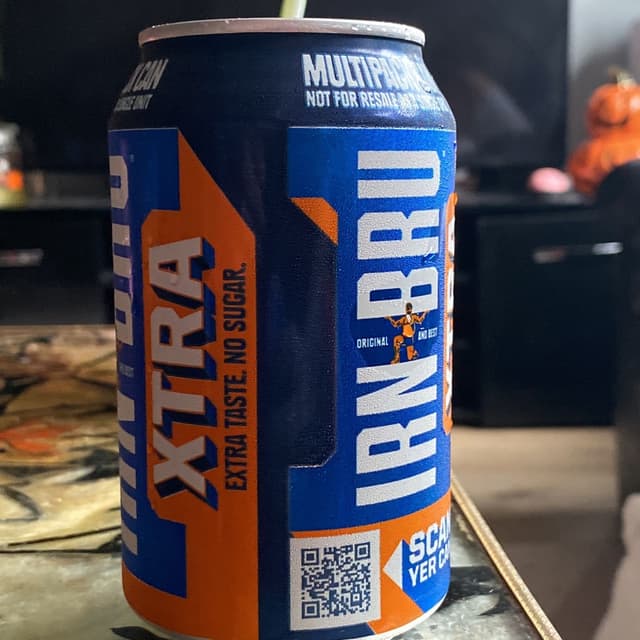 MULTIPACK
NOT FOR RESALE
XTRA
EXTRA TASTE. NO SUGAR.
IRN BRU
ORIGINAL AND BEST
SCAN
YER CAN